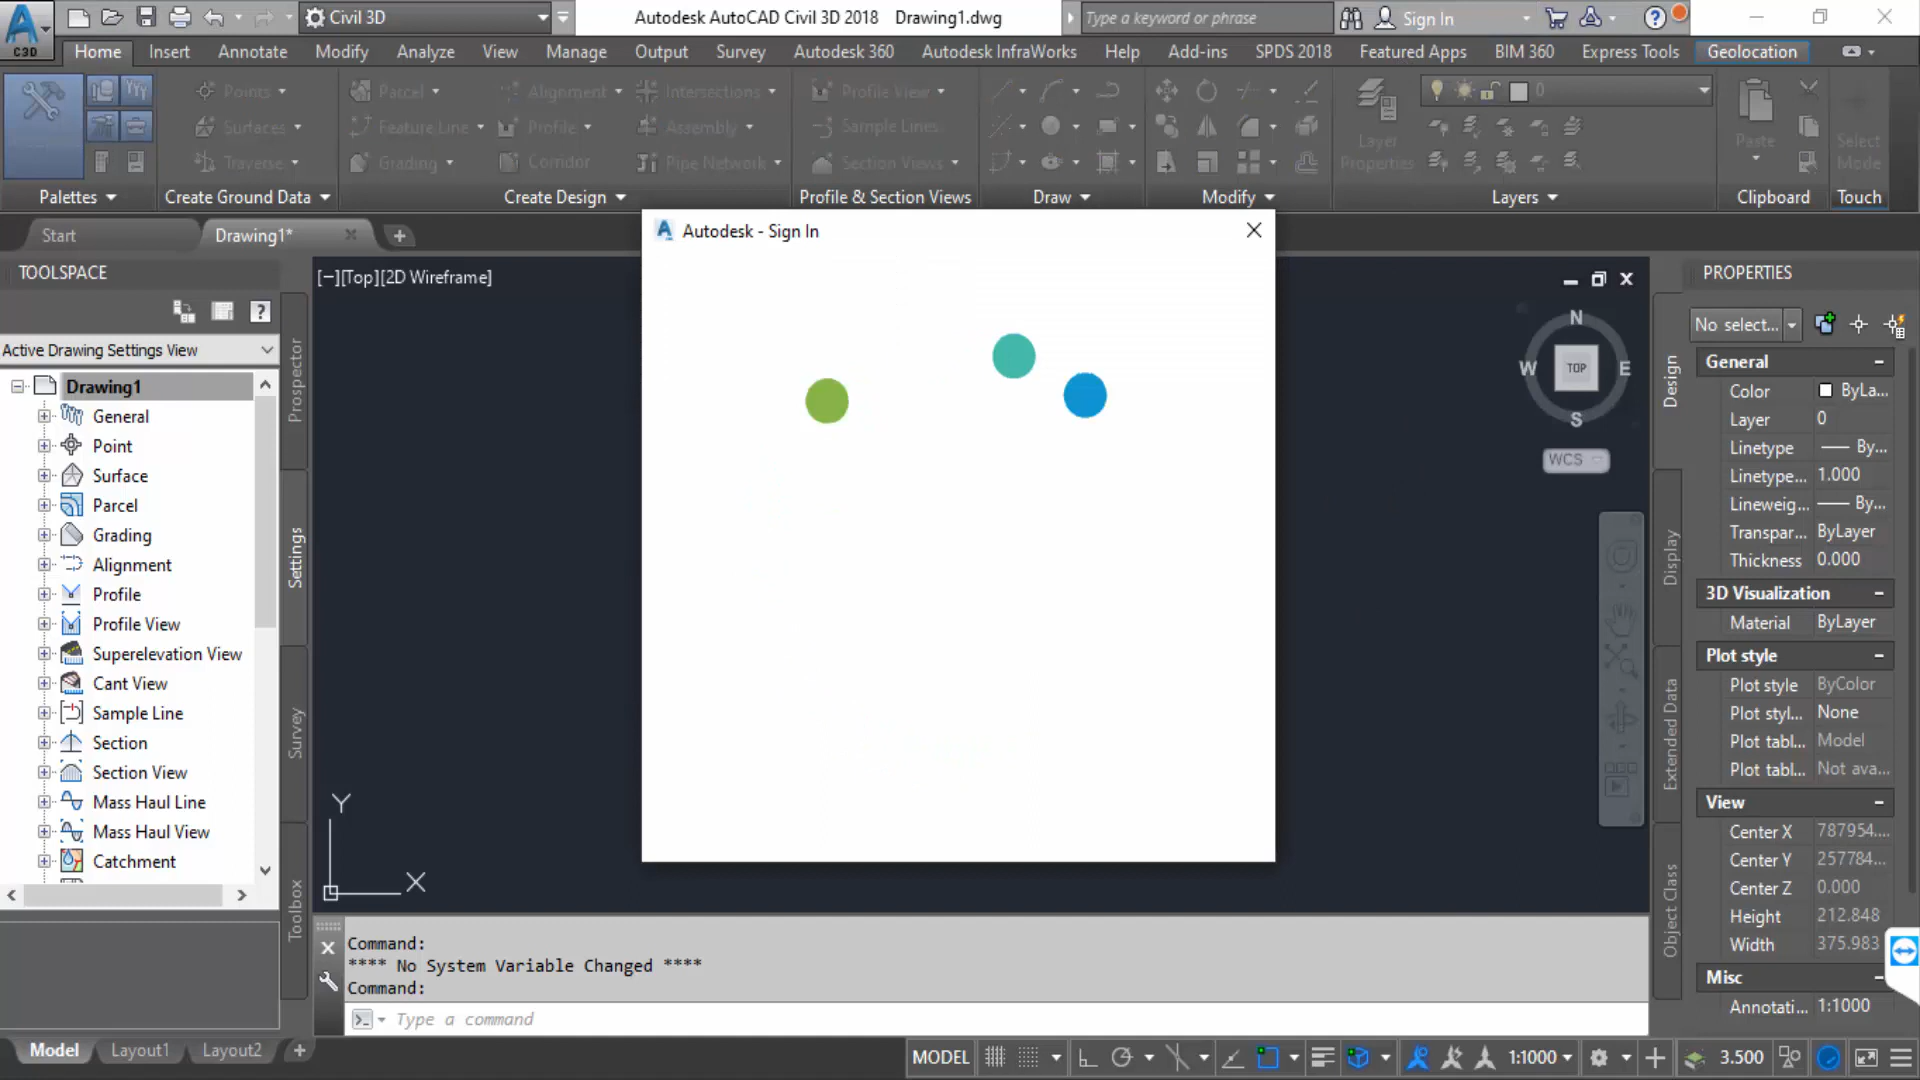 C3D
Civil 3D
Autodesk AutoCAD Civil 3D 2018 Drawing1.dwg
Type a keyword or phrase
Sign In
Home Insert Annotate Modify Analyze View Manage Output Survey Autodesk 360 Autodesk InfraWorks Help Add-ins SPDS 2018 Featured Apps BIM 360 Express Tools Geolocation
Points Parcel Alignment Intersections Profile View 0
Surfaces Feature Line Profile Assembly Sample Lines
Traverse Grading Corridor Pipe Network Section Views
Layer Properties
Paste
Select Mode
Palettes Create Ground Data Create Design Profile & Section Views Draw Modify Layers Clipboard Touch
Start Drawing1*
TOOLSPACE
Active Drawing Settings View
Drawing1
General
Point
Surface
Parcel
Grading
Alignment
Profile
Profile View
Superelevation View
Cant View
Sample Line
Section
Section View
Mass Haul Line
Mass Haul View
Catchment
Prospector
Settings
Survey
Toolbox
[−][Top][2D Wireframe]
Autodesk - Sign In
N
W TOP E
S
WCS
Y
X
PROPERTIES
No select...
Design
Display
Extended Data
Object Class
General
Color ByLa...
Layer 0
Linetype By...
Linetype... 1.000
Lineweig... By...
Transpar... ByLayer
Thickness 0.000
3D Visualization
Material ByLayer
Plot style
Plot style ByColor
Plot styl... None
Plot tabl... Model
Plot tabl... Not ava...
View
Center X 787954....
Center Y 257784...
Center Z 0.000
Height 212.848
Width 375.983
Misc
Annotati... 1:1000
Command:
**** No System Variable Changed ****
Command:
Type a command
Model Layout1 Layout2
MODEL 1:1000 3.500